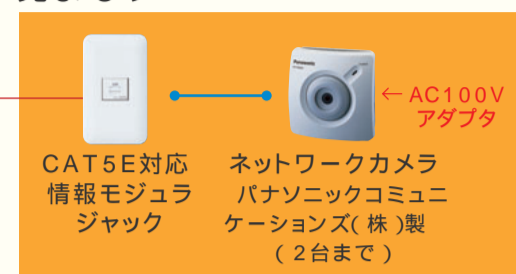 Panasonic
←AC100V
アダプタ
CAT5E対応
情報モジュラ
ジャック
ネットワークカメラ
パナソニックコミュニ
ケーションズ(株)製
(2台まで)